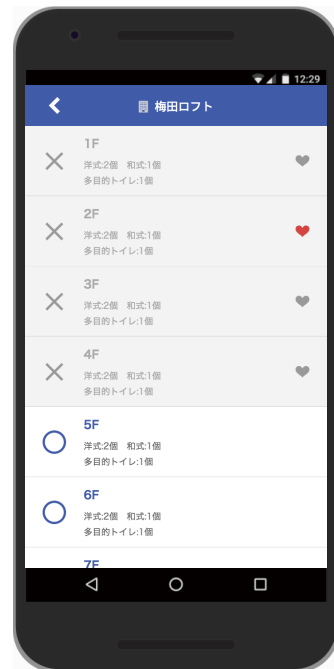 12:29
梅田ロフト
1F
洋式:2個 和式:1個
多目的トイレ:1個
2F
洋式:2個 和式:1個
多目的トイレ:1個
3F
洋式:2個 和式:1個
多目的トイレ:1個
4F
洋式:2個 和式:1個
多目的トイレ:1個
5F
洋式:2個 和式:1個
多目的トイレ:1個
6F
洋式:2個 和式:1個
多目的トイレ:1個
7F